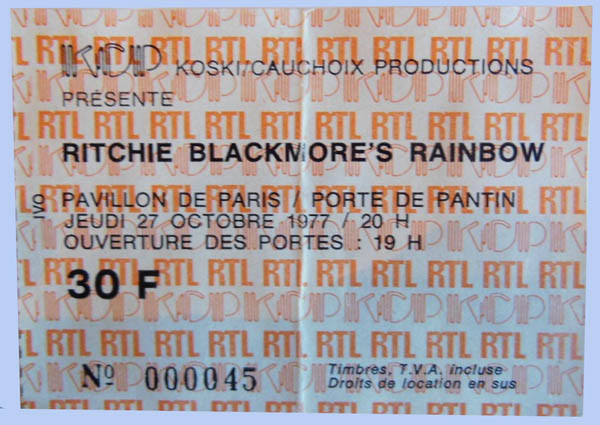 KCP KOSKI/CAUCHOIX PRODUCTIONS
PRÉSENTE
RITCHIE BLACKMORE'S RAINBOW
PAVILLON DE PARIS / PORTE DE PANTIN
JEUDI 27 OCTOBRE 1977 / 20 H
OUVERTURE DES PORTES : 19 H
30 F
Nº 000045
Timbres, T.V.A. incluse
Droits de location en sus
RTL